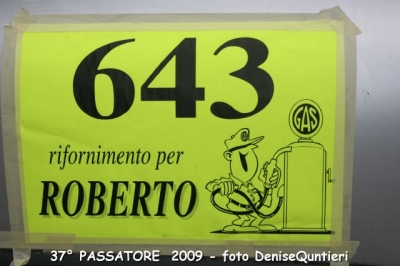 643
GAS
rifornimento per
ROBERTO
37° PASSATORE 2009 - foto DeniseQuntieri